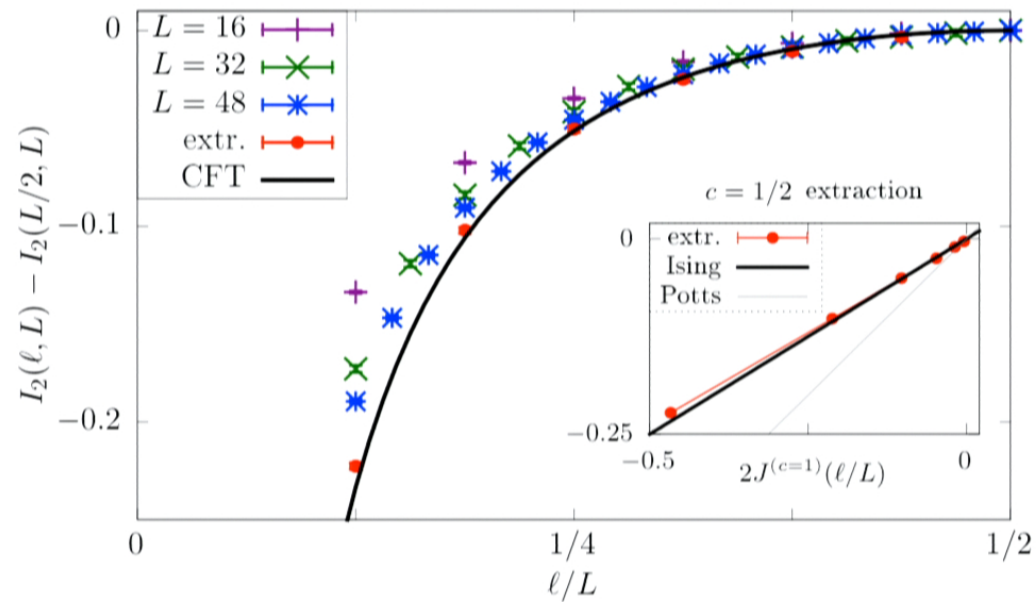 L = 16
L = 32
L = 48
extr.
CFT
0
−0.1
−0.2
I₂(ℓ, L) − I₂(L/2, L)
0
1/4
1/2
ℓ/L
c = 1/2 extraction
extr.
Ising
Potts
0
−0.25
−0.5
0
2J⁽ᶜ⁼¹⁾(ℓ/L)